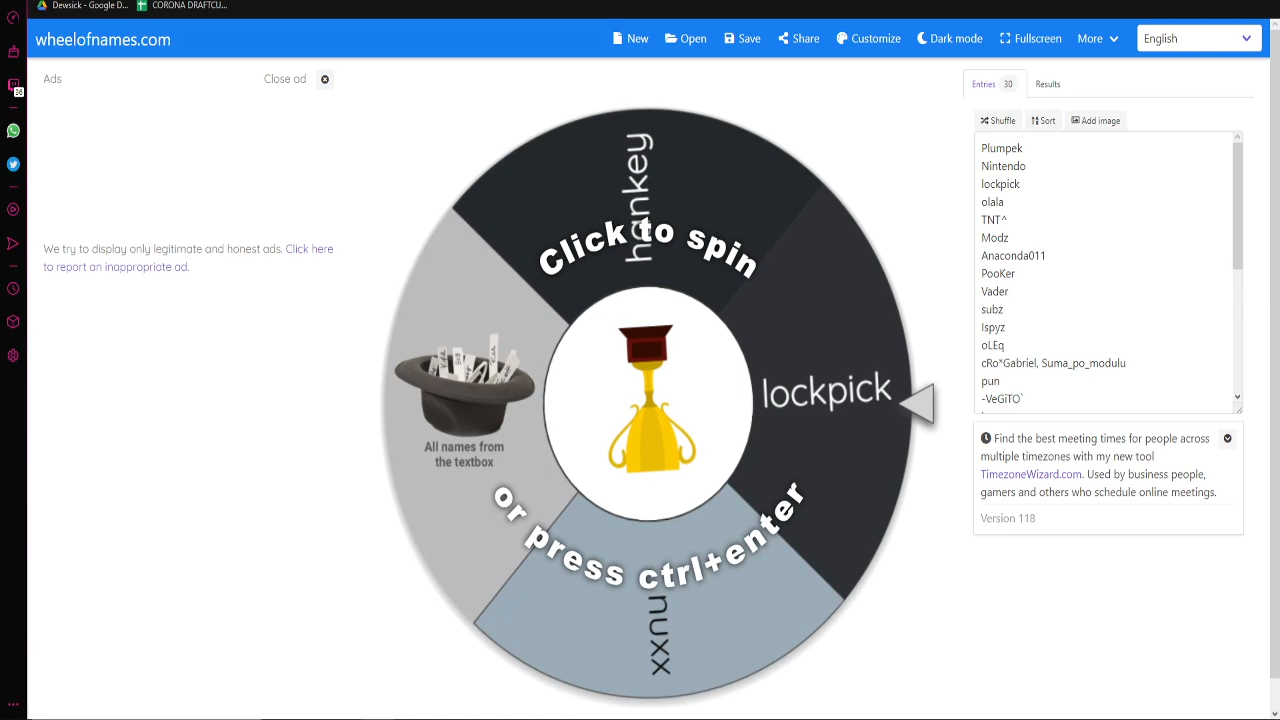 Dewsick - Google D... CORONA DRAFTCU...
wheelofnames.com New Open Save Share Customize Dark mode Fullscreen More English
Ads Close ad
We try to display only legitimate and honest ads. Click here
to report an inappropriate ad.
hankey
Click to spin
lockpick
All names from
the textbox
or press ctrl+enter
nuxx
Entries 30 Results
Shuffle Sort Add image
Plumpek
Nintendo
lockpick
olala
TNT^
Modz
Anaconda011
PooKer
Vader
subz
Ispyz
oLEq
cRo*Gabriel, Suma_po_modulu
pun
-VeGiTO`
Find the best meeting times for people across
multiple timezones with my new tool
TimezoneWizard.com. Used by business people,
gamers and others who schedule online meetings.
Version 118